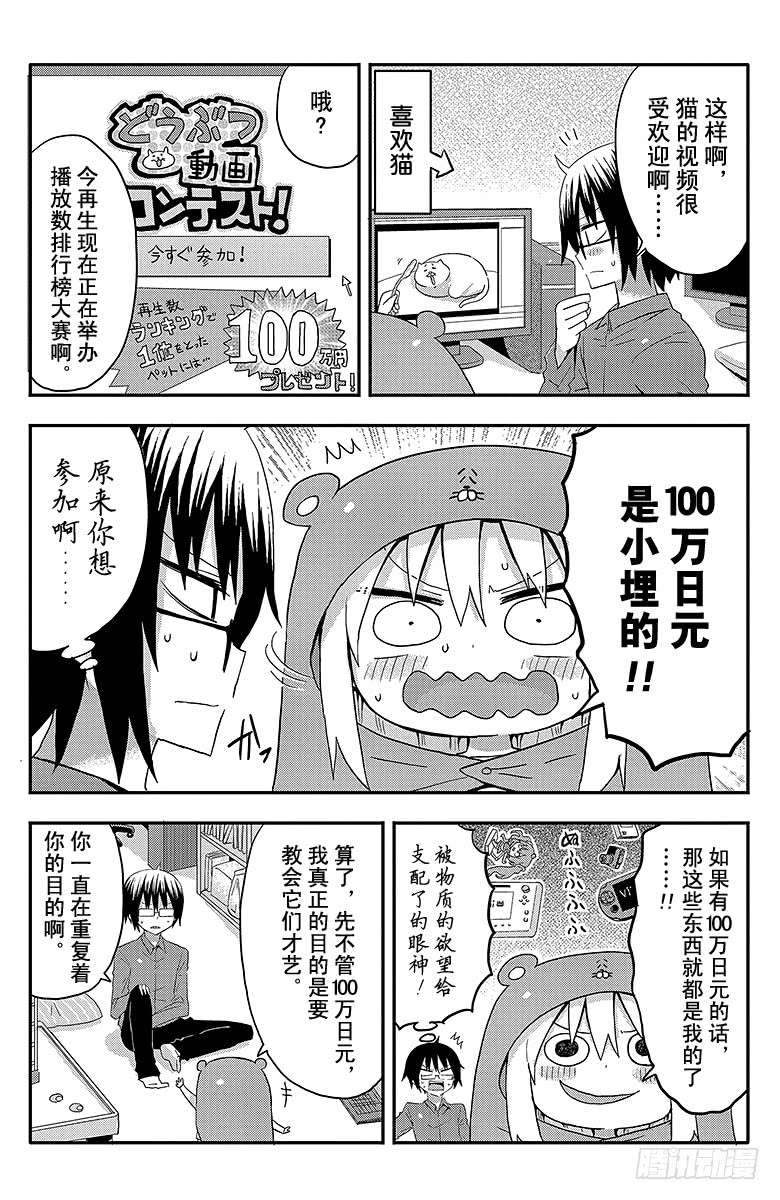 这样啊，
猫的视频很
受欢迎啊……
喜欢猫
哦？
どうぶつ
動画
コンテスト！
今すぐ参加！
再生数
ランキングで
1位をとった
ペットには…
100万円
プレゼント！
今再生现在正在举办
播放数排行榜大赛啊。
100万日元
是小埋的!!
原来你想
参加啊……
ガッ
如果有100万日元的话，
那这些东西就都是我的了
……!!
ぬふふふふふ
VF
被物质的欲望给
支配了的眼神！
算了，先不管100万日元，
我真正的目的是要
教会它们才艺。
你一直在重复着
你的目的啊。
腾讯动漫